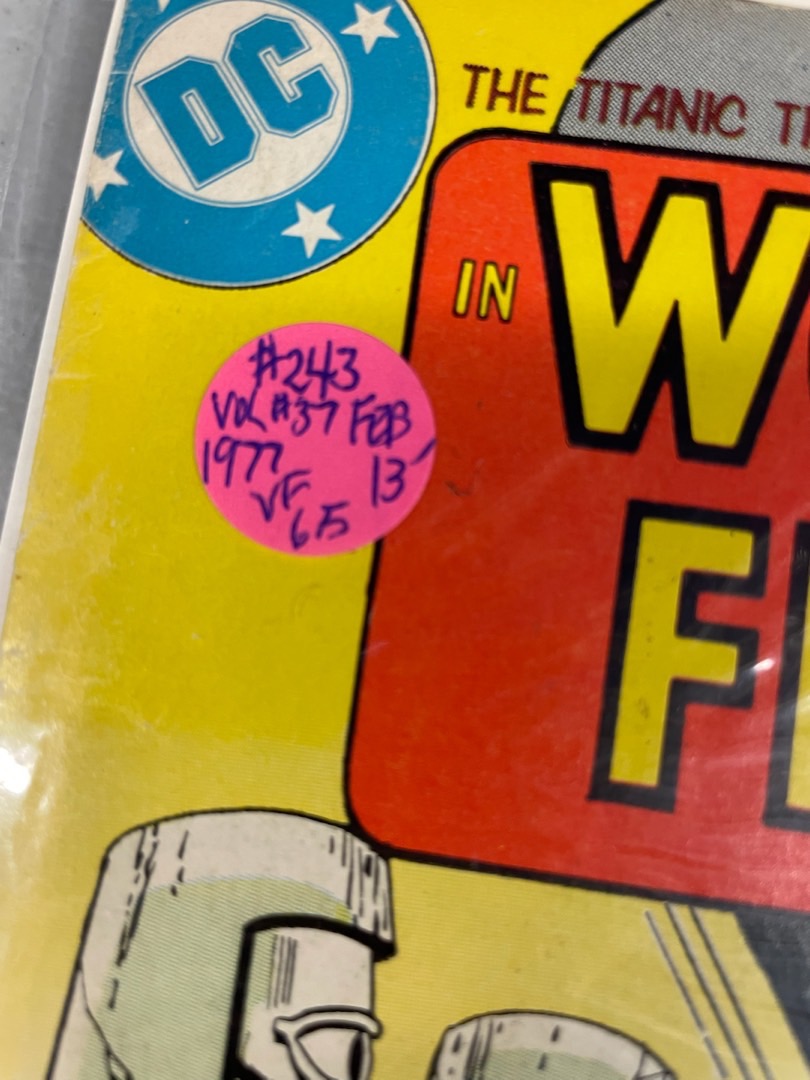 DC
THE TITANIC T
IN
W
F
#243
VOL #37 FEB
1977 13
VF
6.5